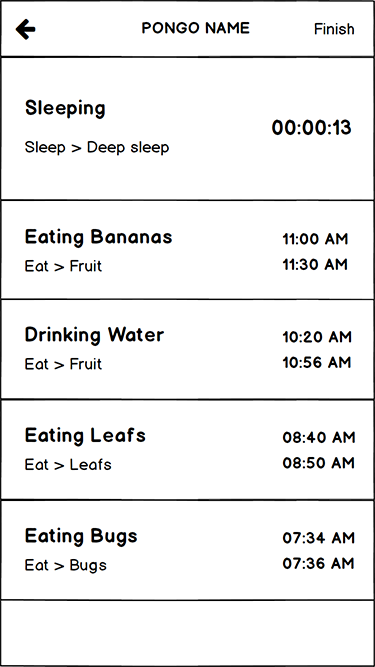 PONGO NAME Finish
Sleeping
00:00:13
Sleep > Deep sleep
Eating Bananas 11:00 AM
Eat > Fruit 11:30 AM
Drinking Water 10:20 AM
Eat > Fruit 10:56 AM
Eating Leafs 08:40 AM
Eat > Leafs 08:50 AM
Eating Bugs 07:34 AM
Eat > Bugs 07:36 AM